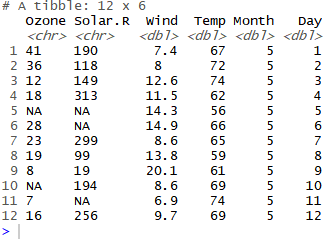 # A tibble: 12 x 6
Ozone Solar.R Wind Temp Month Day
<chr> <chr> <dbl> <dbl> <dbl> <dbl>
1 41 190 7.4 67 5 1
2 36 118 8 72 5 2
3 12 149 12.6 74 5 3
4 18 313 11.5 62 5 4
5 NA NA 14.3 56 5 5
6 28 NA 14.9 66 5 6
7 23 299 8.6 65 5 7
8 19 99 13.8 59 5 8
9 8 19 20.1 61 5 9
10 NA 194 8.6 69 5 10
11 7 NA 6.9 74 5 11
12 16 256 9.7 69 5 12
>